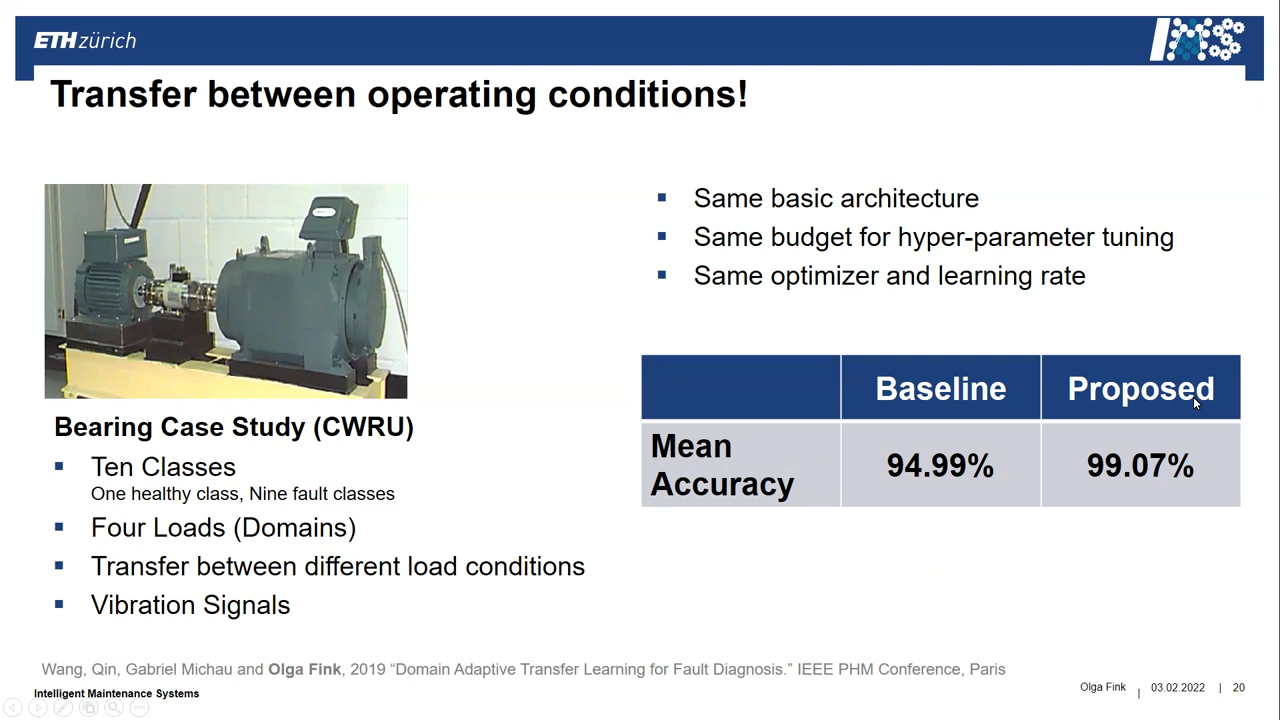 ETH zürich
IMS
Transfer between operating conditions!
Same basic architecture
Same budget for hyper-parameter tuning
Same optimizer and learning rate
Baseline Proposed
Mean Accuracy 94.99% 99.07%
Bearing Case Study (CWRU)
Ten Classes
One healthy class, Nine fault classes
Four Loads (Domains)
Transfer between different load conditions
Vibration Signals
Wang, Qin, Gabriel Michau and Olga Fink, 2019 “Domain Adaptive Transfer Learning for Fault Diagnosis.” IEEE PHM Conference, Paris
Intelligent Maintenance Systems
Olga Fink | 03.02.2022 | 20